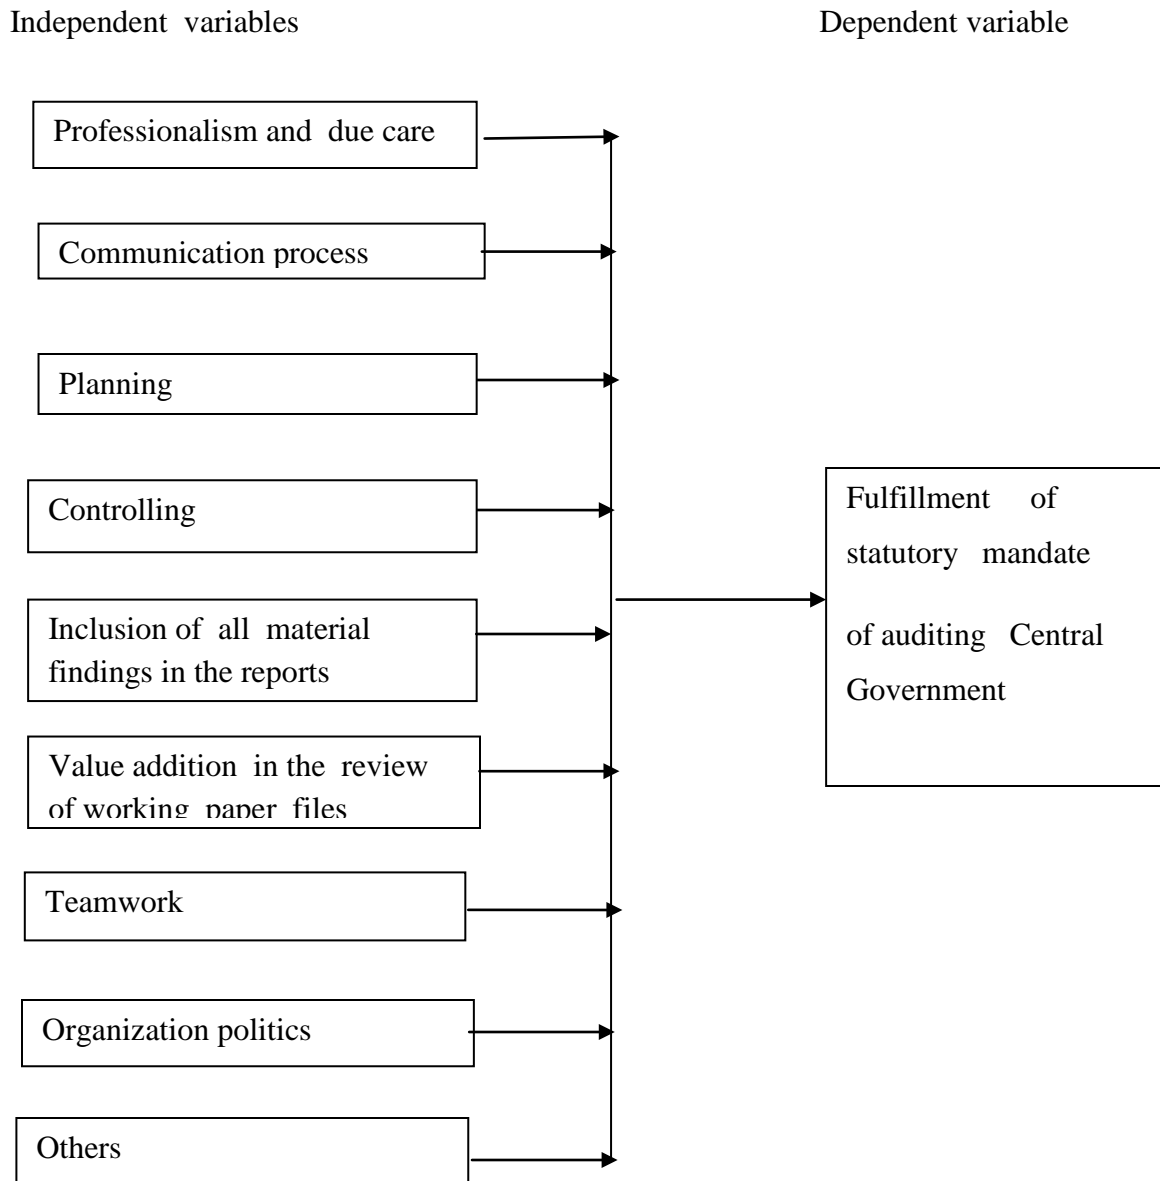 Independent variables
Dependent variable
Professionalism and due care
Communication process
Planning
Controlling
Inclusion of all material
findings in the reports
Value addition in the review
of working paper files
Teamwork
Organization politics
Others
Fulfillment of
statutory mandate
of auditing Central
Government